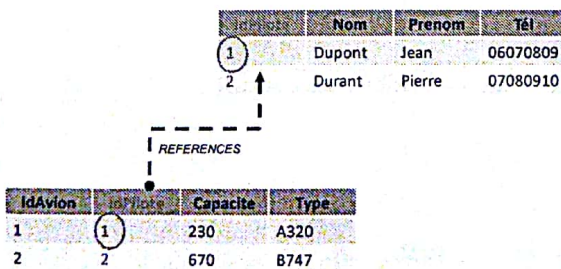 IdPilote Nom Prenom Tél
1 Dupont Jean 06070809
2 Durant Pierre 07080910
REFERENCES
IdAvion IdPilote Capacite Type
1 1 230 A320
2 2 670 B747